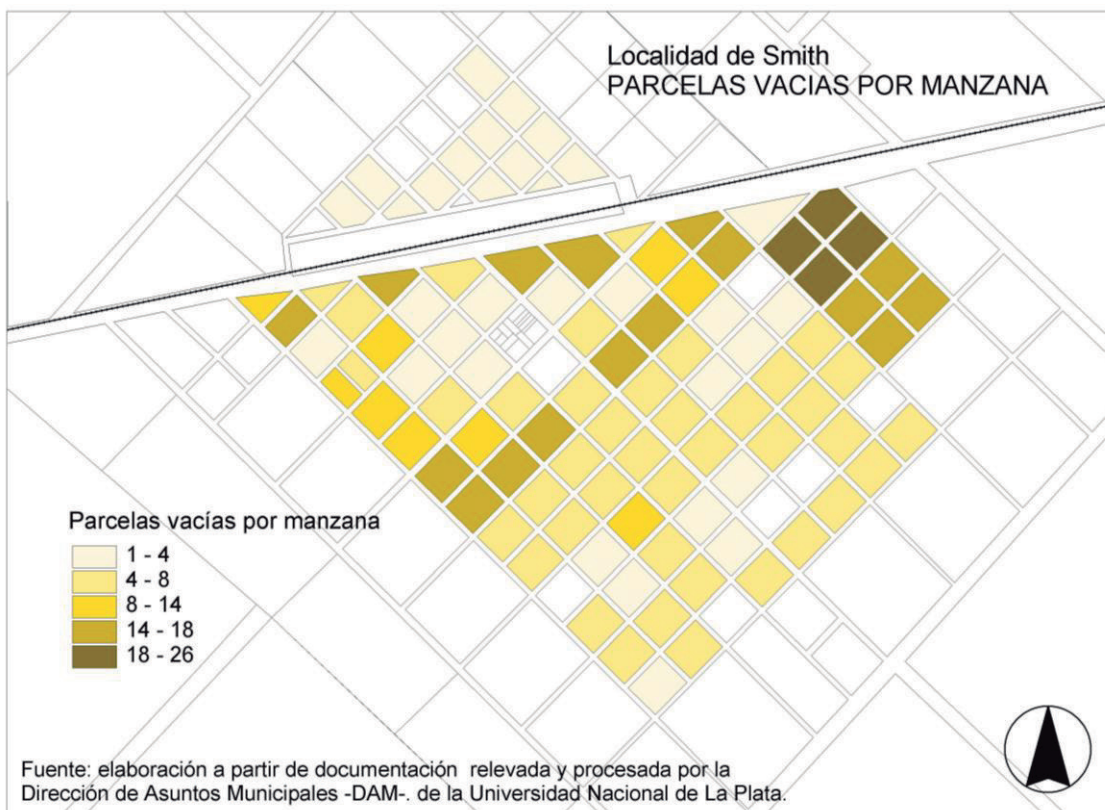 Localidad de Smith
PARCELAS VACIAS POR MANZANA
Parcelas vacías por manzana
1 - 4
4 - 8
8 - 14
14 - 18
18 - 26
Fuente: elaboración a partir de documentación relevada y procesada por la
Dirección de Asuntos Municipales -DAM-. de la Universidad Nacional de La Plata.